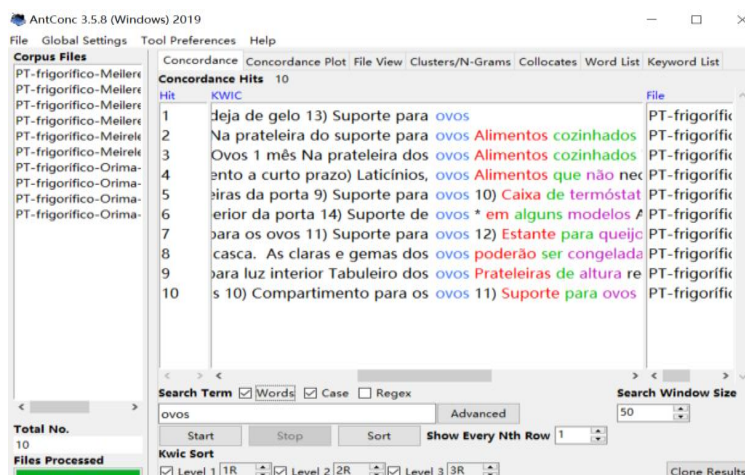 AntConc 3.5.8 (Windows) 2019
File Global Settings Tool Preferences Help
Corpus Files
PT-frigorífico-Meilere
PT-frigorífico-Meilere
PT-frigorífico-Meilere
PT-frigorífico-Meilere
PT-frigorífico-Meirele
PT-frigorífico-Meirele
PT-frigorífico-Orima-
PT-frigorífico-Orima-
PT-frigorífico-Orima-
PT-frigorífico-Orima-
Total No.
10
Files Processed
Concordance Concordance Plot File View Clusters/N-Grams Collocates Word List Keyword List
Concordance Hits 10
Hit KWIC File
1 deja de gelo 13) Suporte para ovos PT-frigorífic
2 Na prateleira do suporte para ovos Alimentos cozinhados PT-frigorífic
3 Ovos 1 mês Na prateleira dos ovos Alimentos cozinhados PT-frigorífic
4 ento a curto prazo) Laticínios, ovos Alimentos que não nec PT-frigorífic
5 eiras da porta 9) Suporte para ovos 10) Caixa de termóstat PT-frigorífic
6 erior da porta 14) Suporte de ovos * em alguns modelos A PT-frigorífic
7 para os ovos 11) Suporte para ovos 12) Estante para queijo PT-frigorífic
8 casca. As claras e gemas dos ovos poderão ser congelada PT-frigorífic
9 para luz interior Tabuleiro dos ovos Prateleiras de altura re PT-frigorífic
10 s 10) Compartimento para os ovos 11) Suporte para ovos PT-frigorífic
Search Term Words Case Regex Search Window Size
ovos Advanced 50
Start Stop Sort Show Every Nth Row 1
Kwic Sort
Level 1 1R Level 2 2R Level 3 3R Clone Results